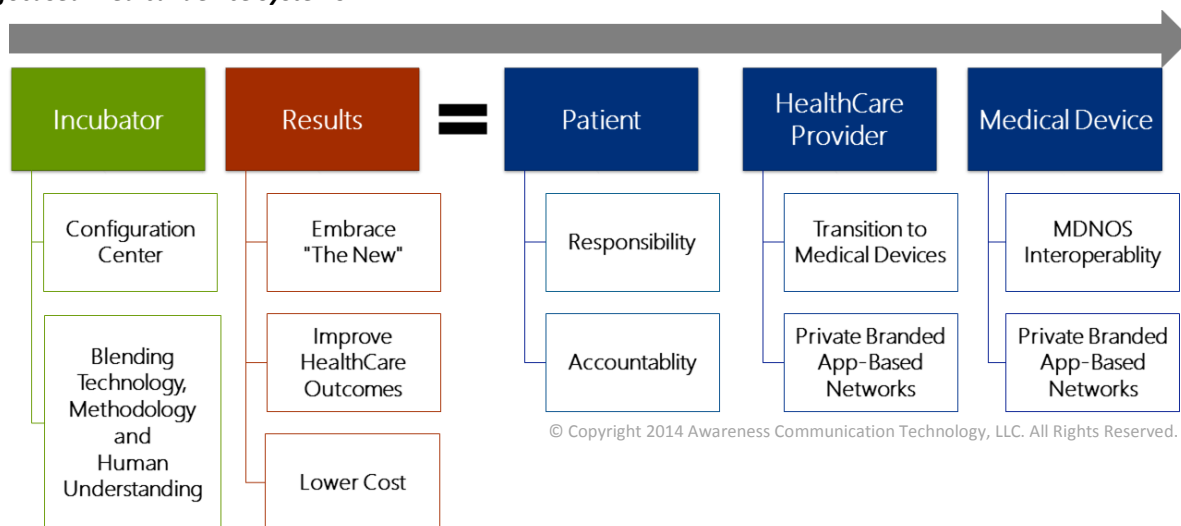 Incubator
Results
=
Patient
HealthCare
Provider
Medical Device
Configuration
Center
Blending
Technology,
Methodology
and
Human
Understanding
Embrace
"The New"
Improve
HealthCare
Outcomes
Lower Cost
Responsibility
Accountablity
Transition to
Medical Devices
Private Branded
App-Based
Networks
MDNOS
Interoperablity
Private Branded
App-Based
Networks
© Copyright 2014 Awareness Communication Technology, LLC. All Rights Reserved.